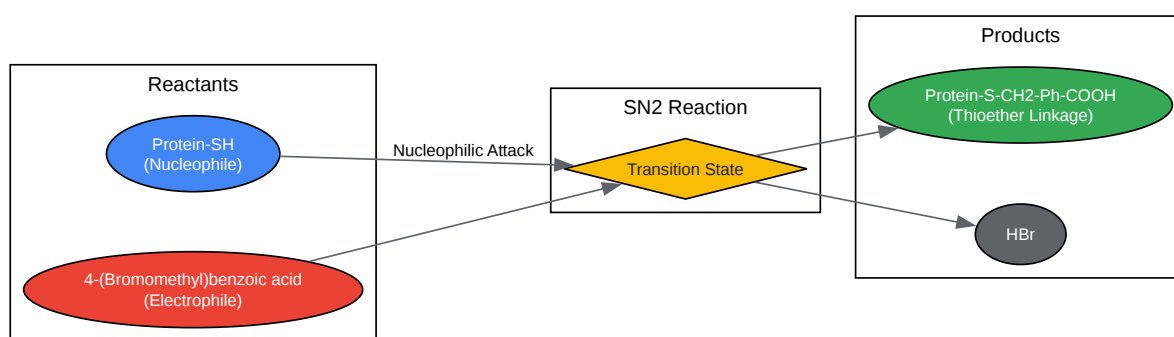 Reactants
Protein-SH
(Nucleophile)
4-(Bromomethyl)benzoic acid
(Electrophile)
Nucleophilic Attack
SN2 Reaction
Transition State
Products
Protein-S-CH2-Ph-COOH
(Thioether Linkage)
HBr